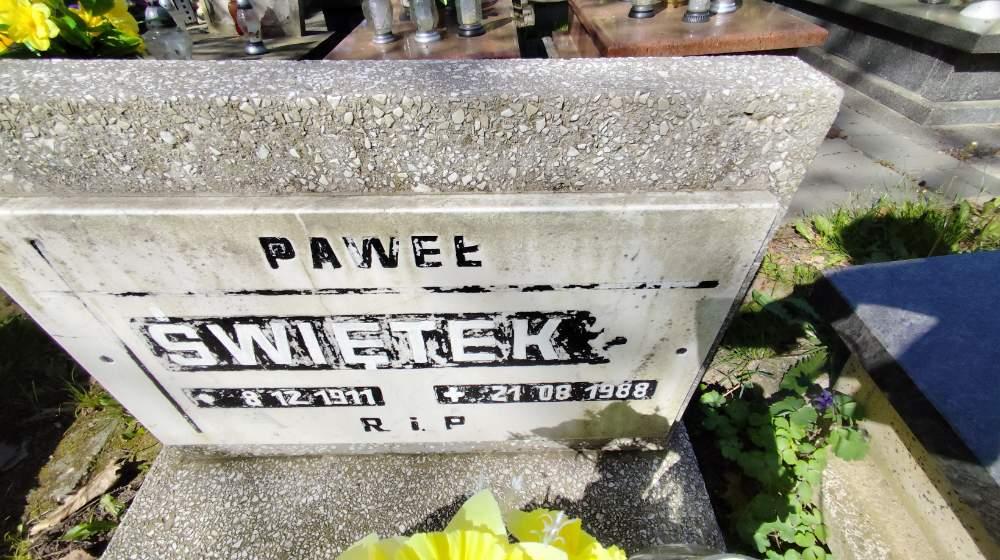 PAWEŁ
ŚWIĘTEK
* 8 12 1911 + 21 08 1988
R i. P